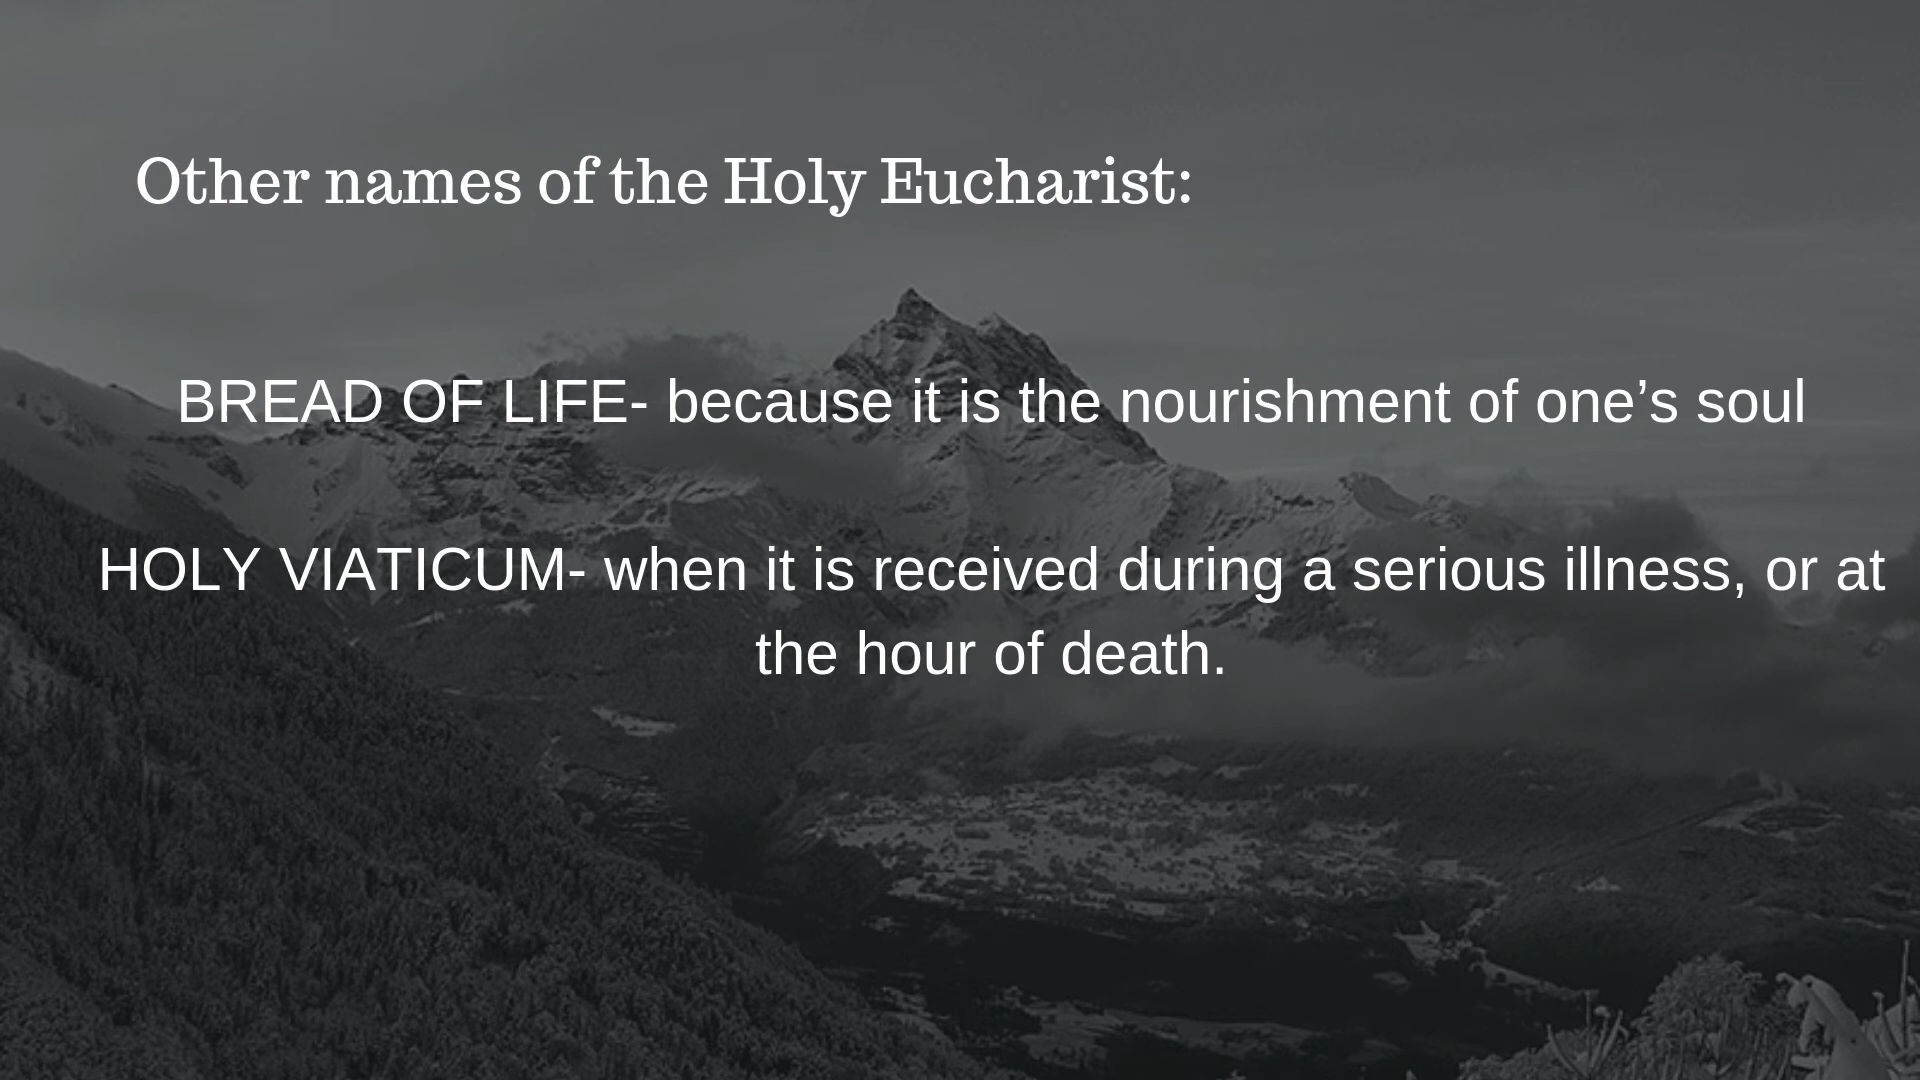 Other names of the Holy Eucharist:
BREAD OF LIFE- because it is the nourishment of one’s soul
HOLY VIATICUM- when it is received during a serious illness, or at
the hour of death.